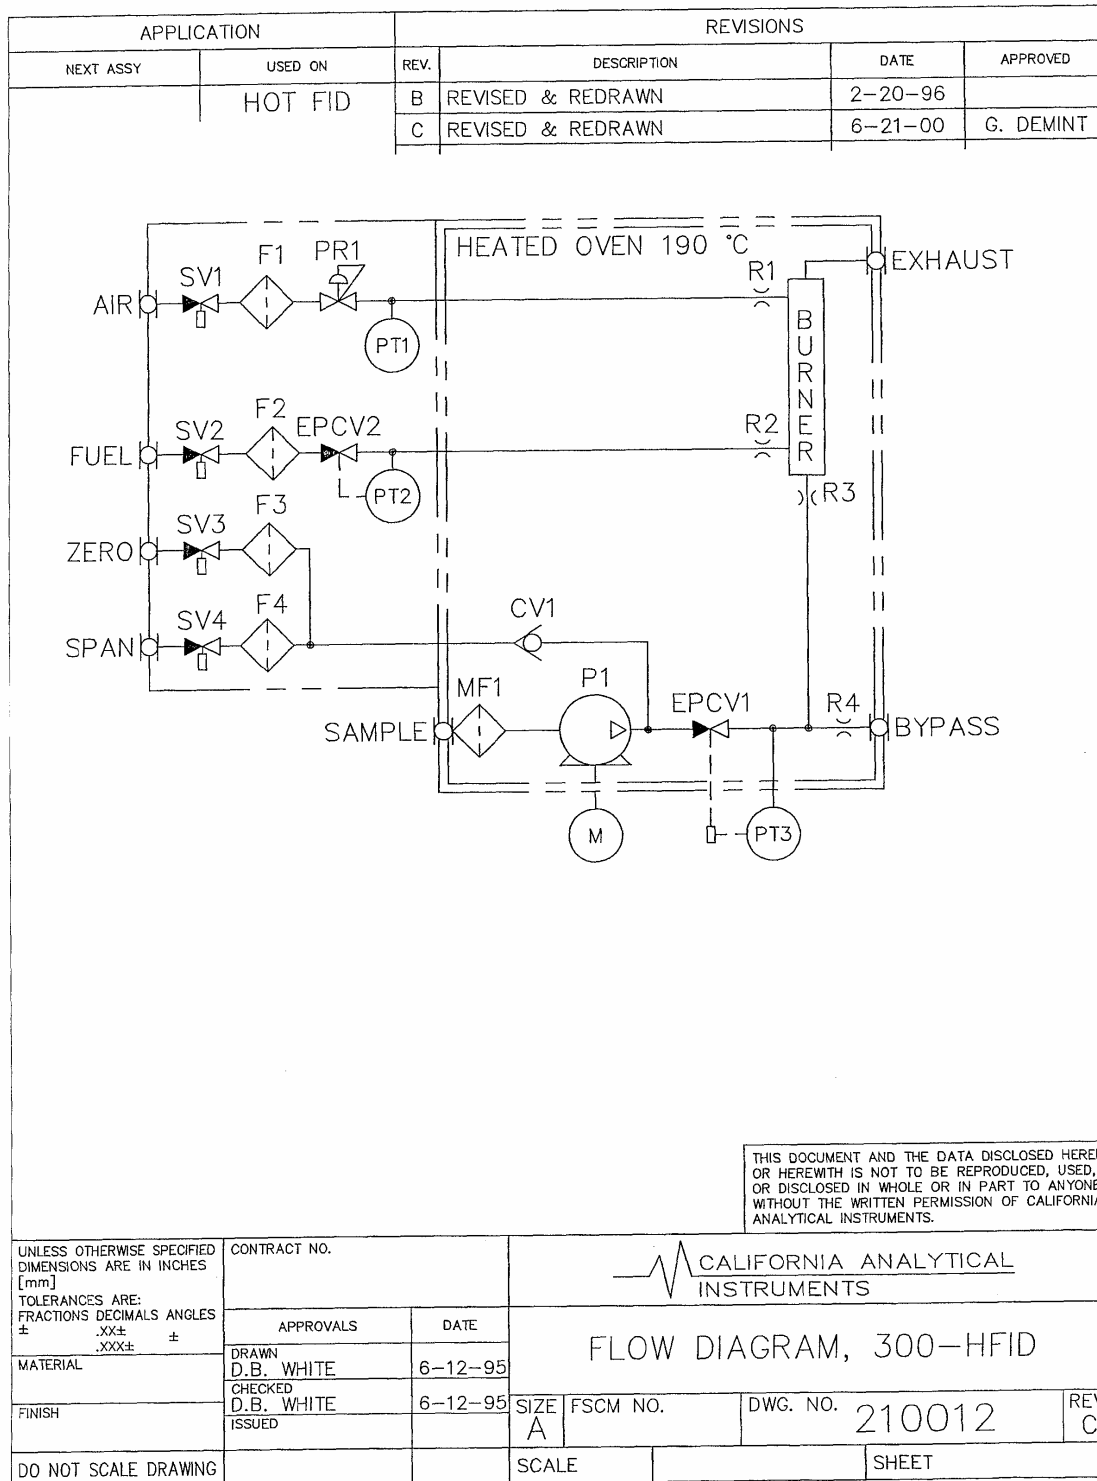 APPLICATION
REVISIONS
NEXT ASSY
USED ON
REV.
DESCRIPTION
DATE
APPROVED
HOT FID
B REVISED & REDRAWN 2-20-96
C REVISED & REDRAWN 6-21-00 G. DEMINT
HEATED OVEN 190 °C
EXHAUST
AIR
SV1
F1
PR1
PT1
R1
BURNER
FUEL
SV2
F2
EPCV2
PT2
R2
R3
ZERO
SV3
F3
SPAN
SV4
F4
CV1
SAMPLE
MF1
P1
EPCV1
R4
BYPASS
M
PT3
THIS DOCUMENT AND THE DATA DISCLOSED
OR HEREWITH IS NOT TO BE REPRODUCED, USED,
OR DISCLOSED IN WHOLE OR IN PART TO ANYONE
WITHOUT THE WRITTEN PERMISSION OF CALIFORNIA
ANALYTICAL INSTRUMENTS.
UNLESS OTHERWISE SPECIFIED
DIMENSIONS ARE IN INCHES
[mm]
TOLERANCES ARE:
FRACTIONS DECIMALS ANGLES
± .XX± ±
.XXX±
MATERIAL
FINISH
DO NOT SCALE DRAWING
CONTRACT NO.
APPROVALS
DATE
DRAWN
D.B. WHITE 6-12-95
CHECKED
D.B. WHITE 6-12-95
ISSUED
CALIFORNIA ANALYTICAL
INSTRUMENTS
FLOW DIAGRAM, 300-HFID
SIZE
A
FSCM NO.
DWG. NO. 210012
REV
C
SCALE
SHEET